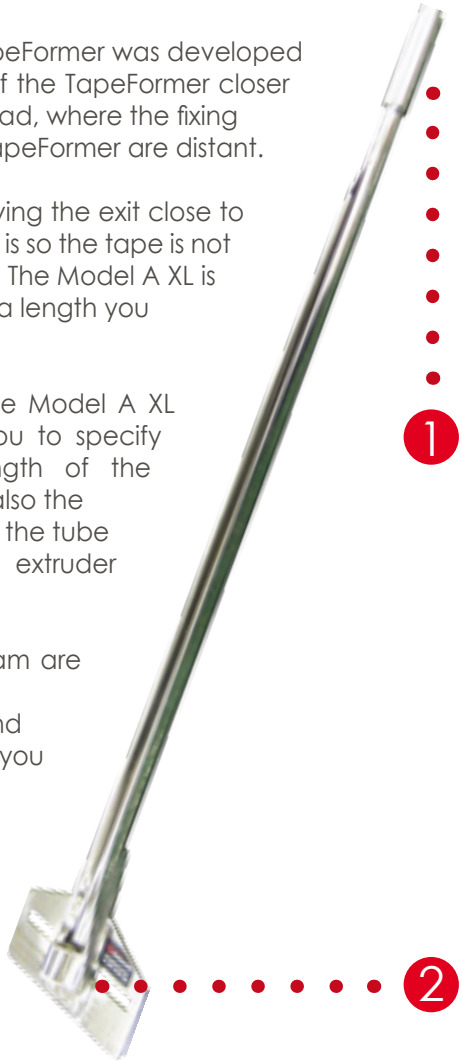 peFormer was developed
f the TapeFormer closer
ad, where the fixing
apeFormer are distant.
ving the exit close to
is so the tape is not
The Model A XL is
a length you
e Model A XL
ou to specify
ngth of the
also the
the tube
extruder
am are
nd
you
1
2